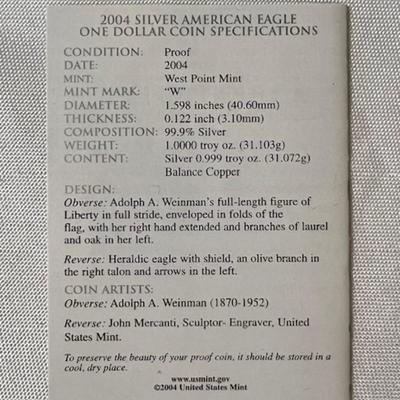 2004 SILVER AMERICAN EAGLE
ONE DOLLAR COIN SPECIFICATIONS
CONDITION: Proof
DATE: 2004
MINT: West Point Mint
MINT MARK: “W”
DIAMETER: 1.598 inches (40.60mm)
THICKNESS: 0.122 inch (3.10mm)
COMPOSITION: 99.9% Silver
WEIGHT: 1.0000 troy oz. (31.103g)
CONTENT: Silver 0.999 troy oz. (31.072g)
Balance Copper
DESIGN:
Obverse: Adolph A. Weinman’s full-length figure of
Liberty in full stride, enveloped in folds of the
flag, with her right hand extended and branches of laurel
and oak in her left.
Reverse: Heraldic eagle with shield, an olive branch in
the right talon and arrows in the left.
COIN ARTISTS:
Obverse: Adolph A. Weinman (1870-1952)
Reverse: John Mercanti, Sculptor- Engraver, United
States Mint.
To preserve the beauty of your proof coin, it should be stored in a
cool, dry place.
www.usmint.gov
©2004 United States Mint